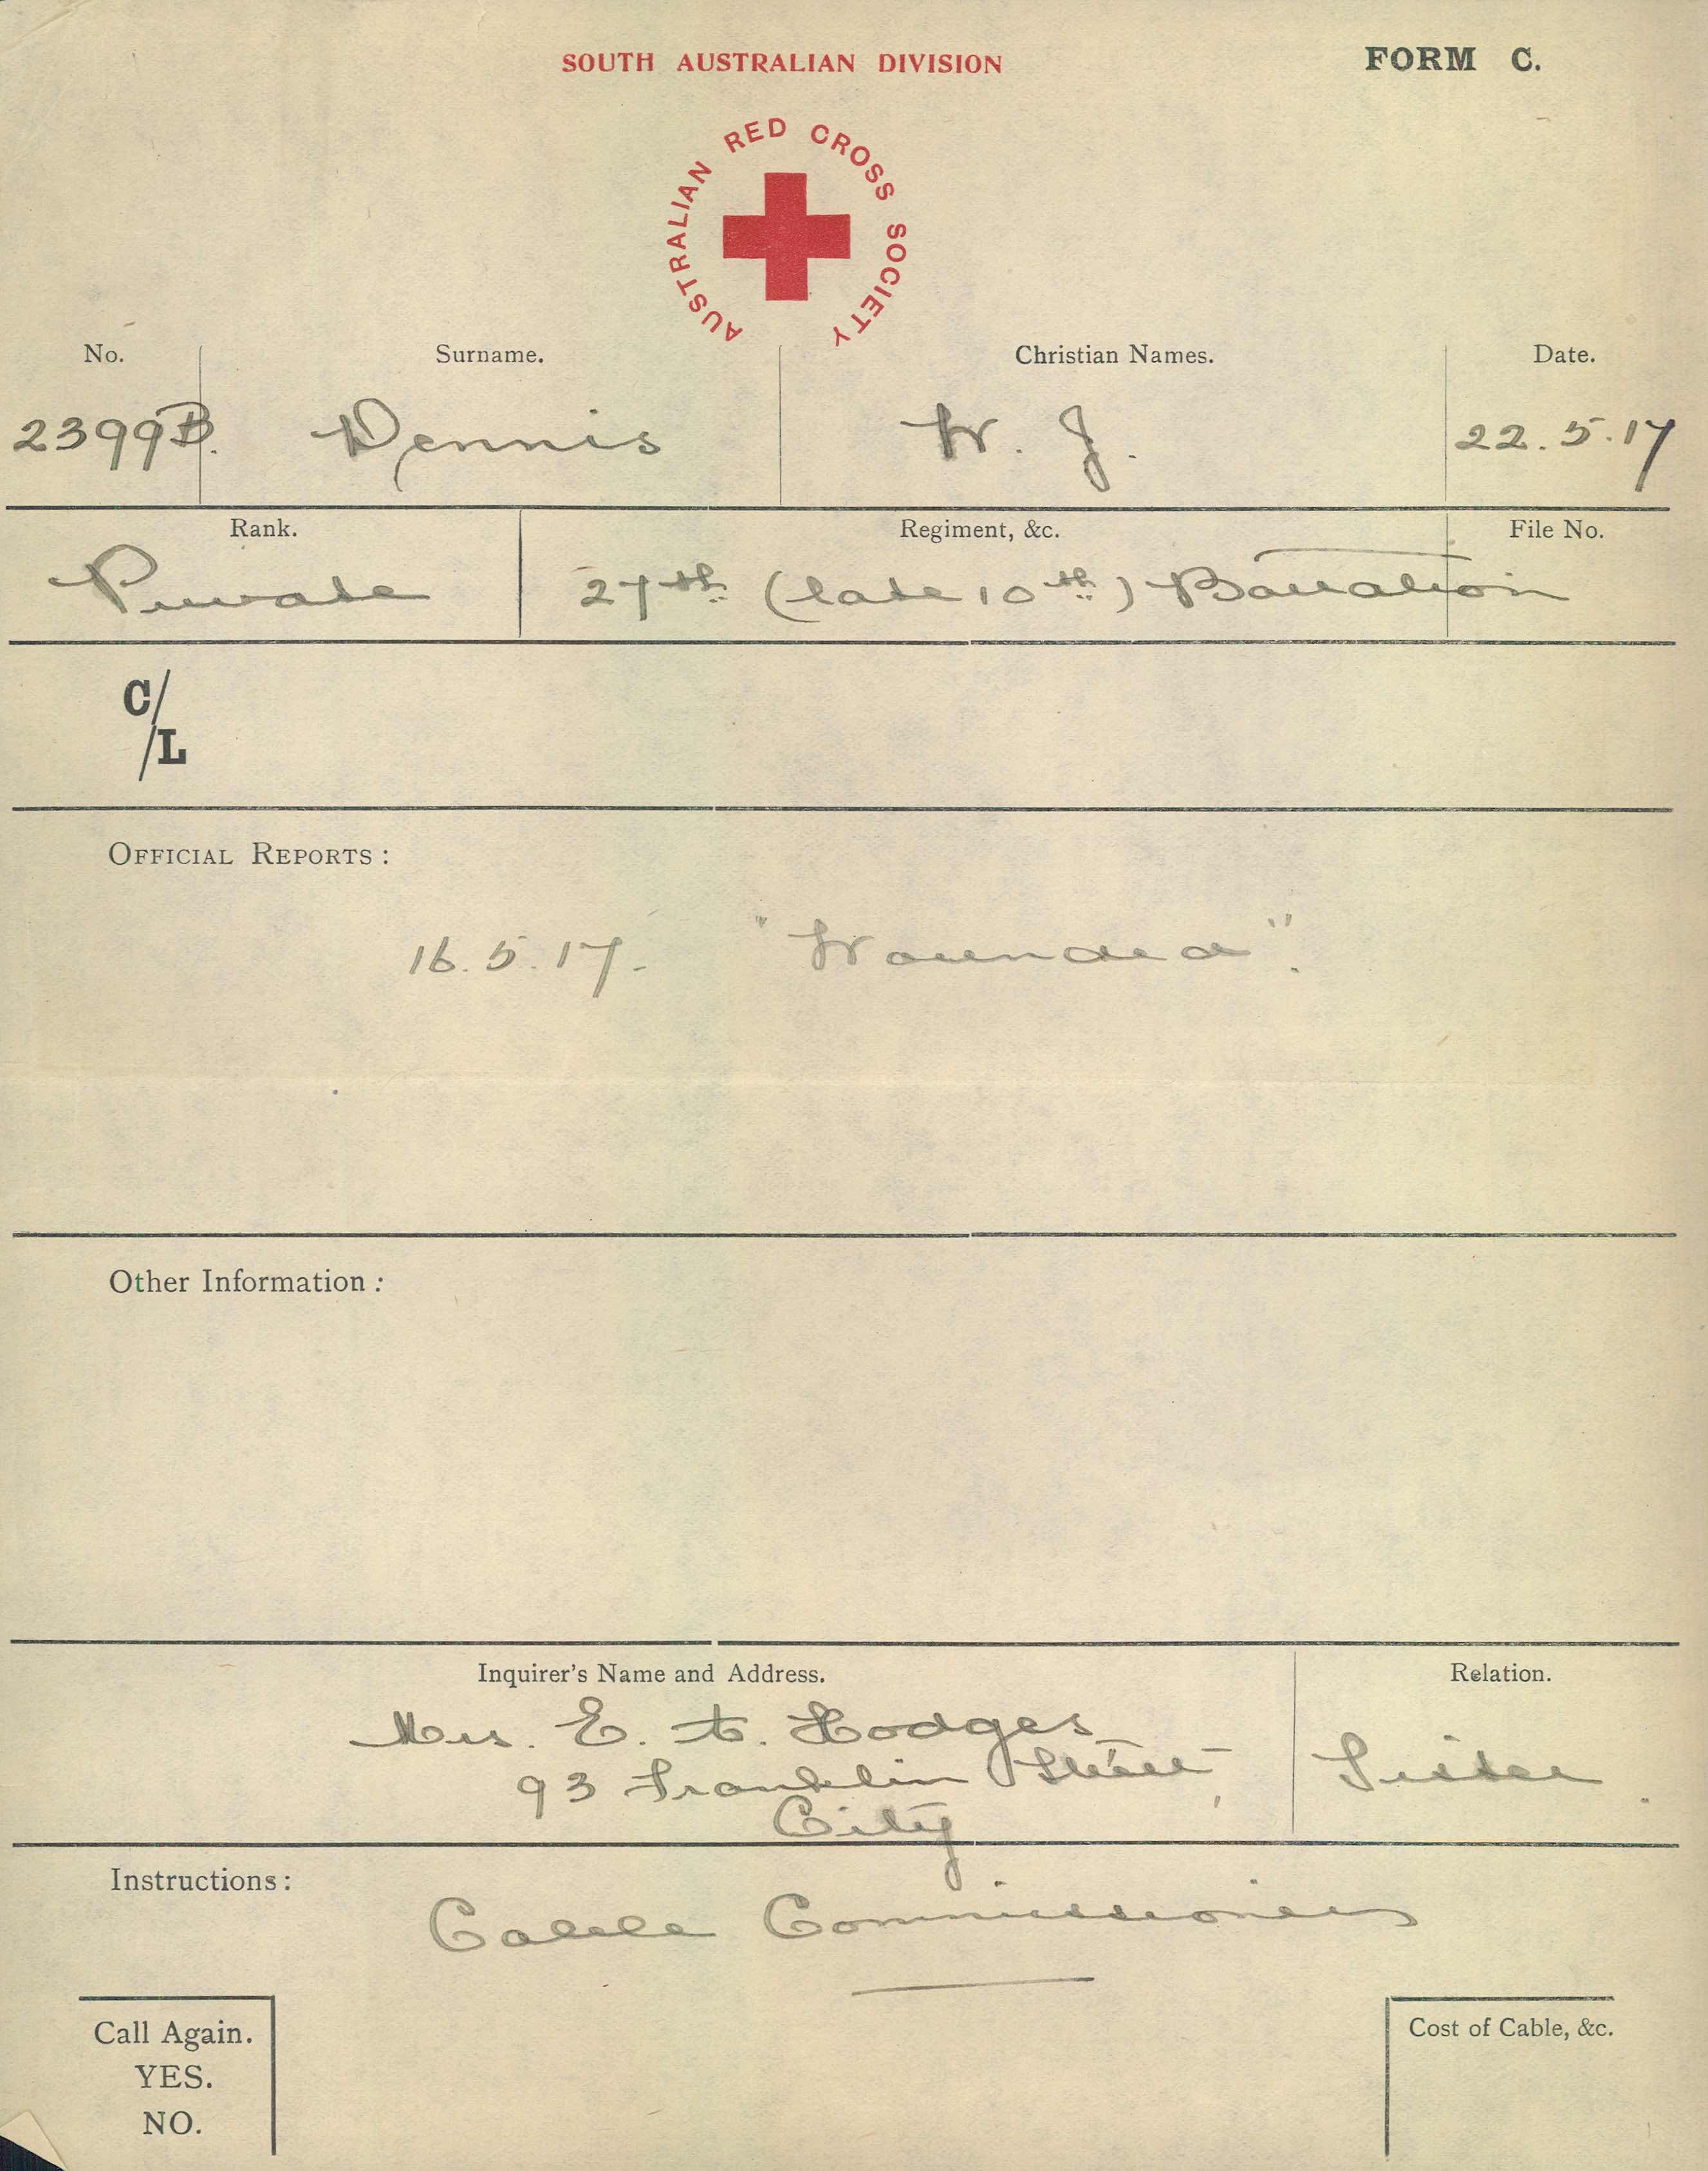 SOUTH AUSTRALIAN DIVISION
FORM C.
AUSTRALIAN RED CROSS SOCIETY
No. Surname. Christian Names. Date.
2399B. Dennis W. J. 22.5.17
Rank. Regiment, &c. File No.
Private 27th (late 10th) Battalion
C/
/L
OFFICIAL REPORTS:
16.5.17. "Wounded".
Other Information:
Inquirer's Name and Address. Relation.
Mrs. E. t. Hodges
93 Franklin Street, Sister.
City
Instructions:
Cable Commissioners
Call Again.
YES.
NO.
Cost of Cable, &c.